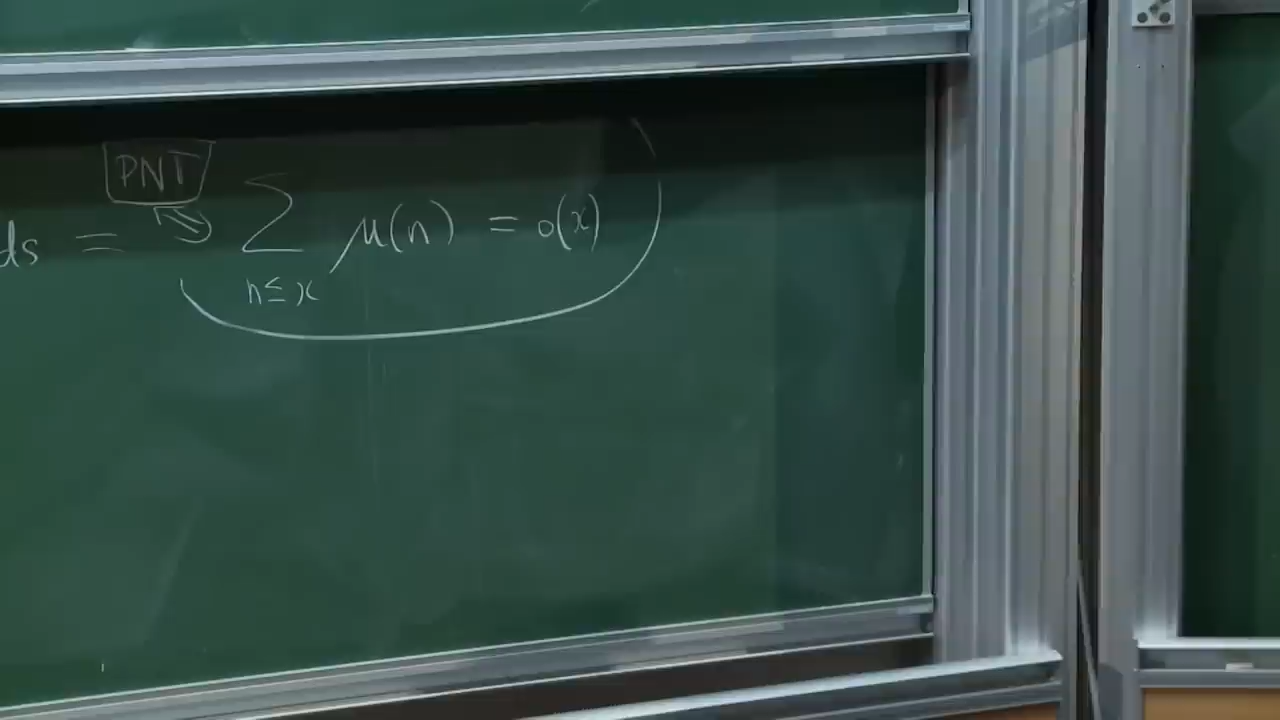 PNT
ds = ⇔ ∑ μ(n) = o(x)
n ≤ x